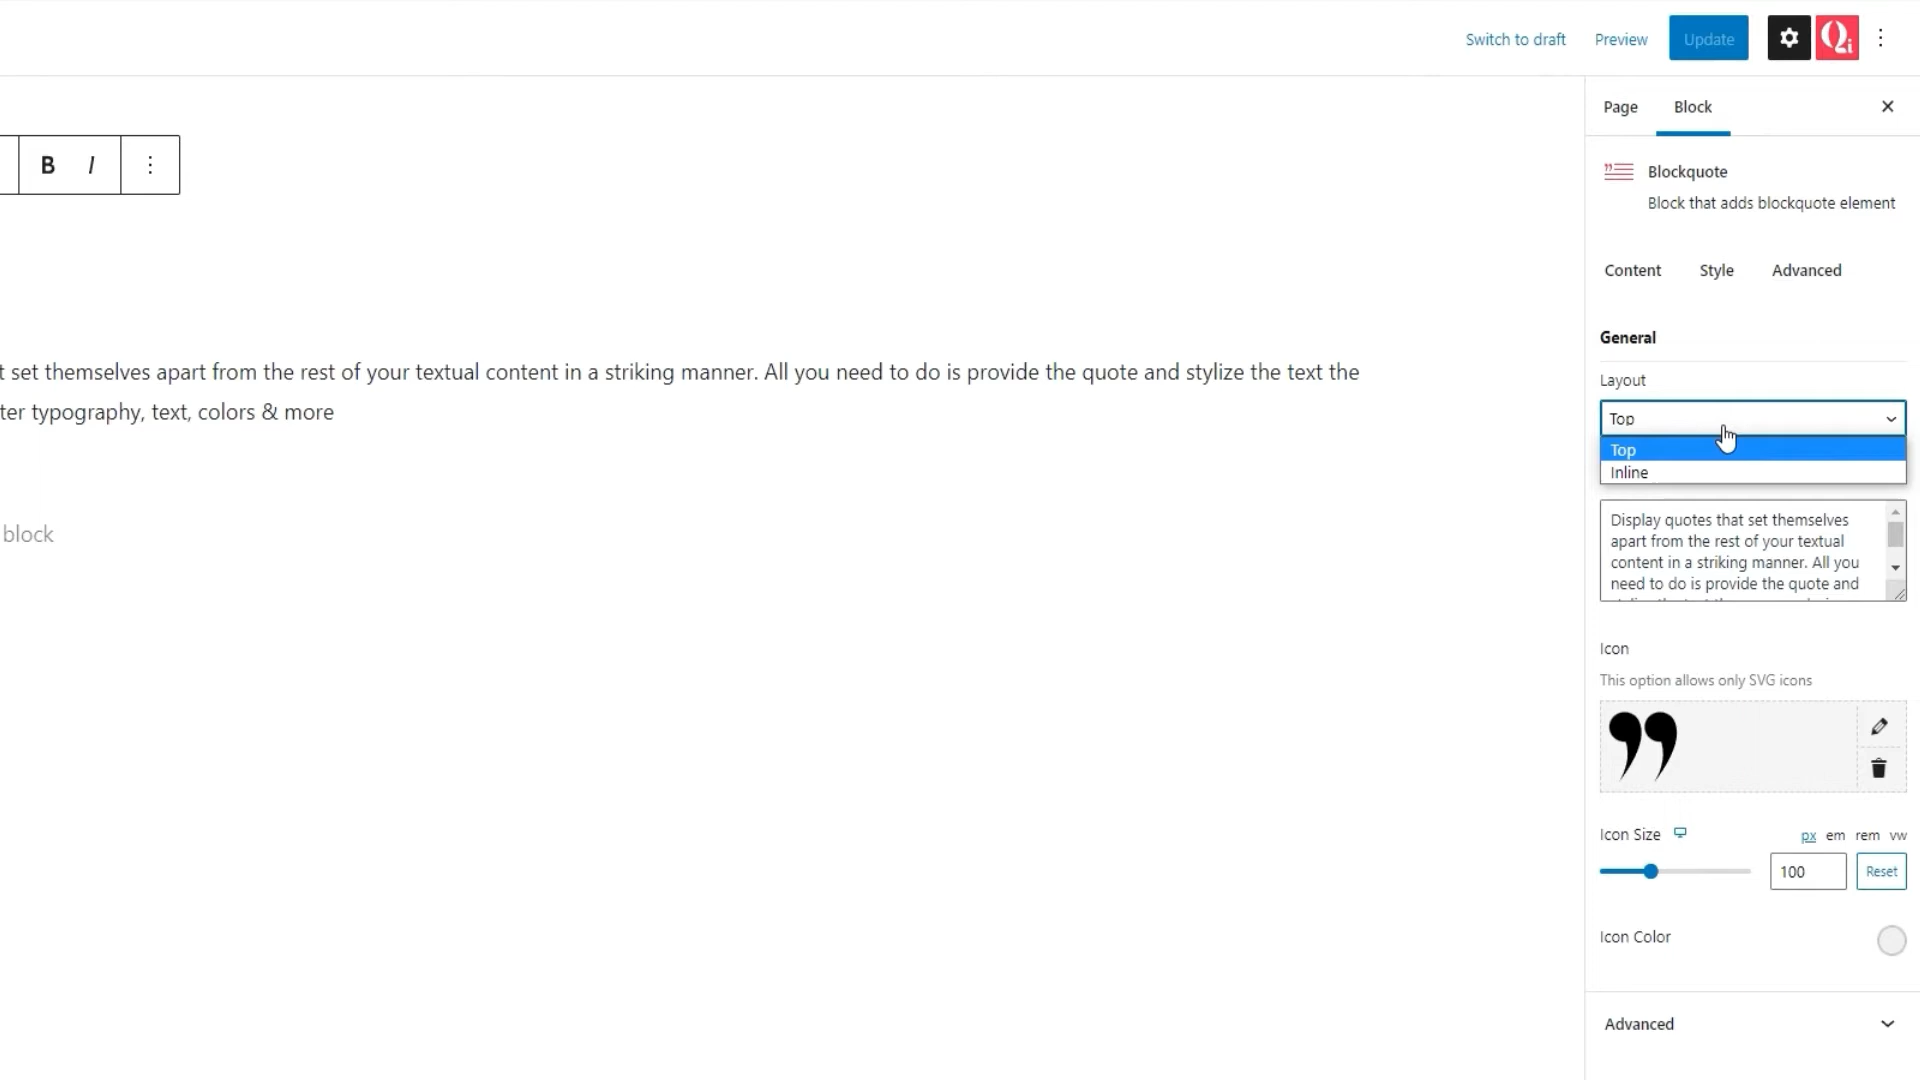 Switch to draft Preview Update Qi
Page Block
B I
Blockquote
Block that adds blockquote element
Content Style Advanced
General
t set themselves apart from the rest of your textual content in a striking manner. All you need to do is provide the quote and stylize the text the
ter typography, text, colors & more
Layout
Top
Top
Inline
block
Display quotes that set themselves
apart from the rest of your textual
content in a striking manner. All you
need to do is provide the quote and
Icon
This option allows only SVG icons
Icon Size px em rem vw
100 Reset
Icon Color
Advanced